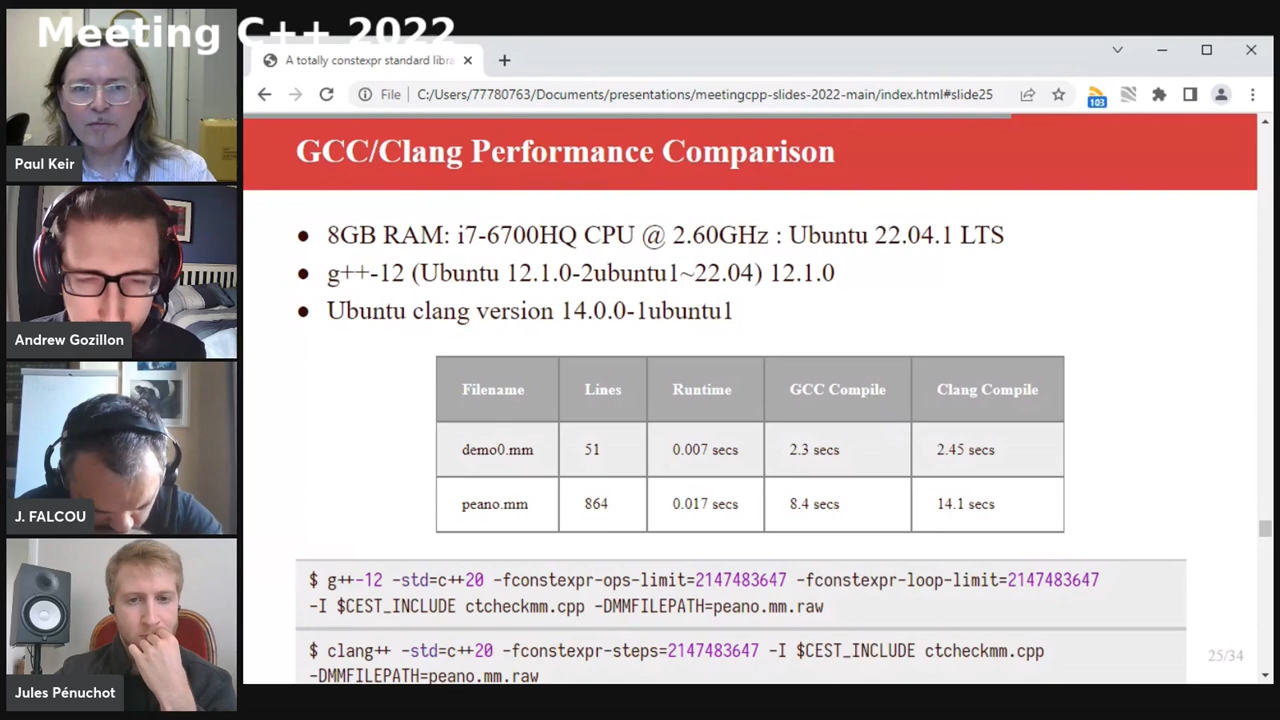 Meeting C++ 2022
A totally constexpr standard libra
File
C:/Users/77780763/Documents/presentations/meetingcpp-slides-2022-main/index.html#slide25
103
GCC/Clang Performance Comparison
● 8GB RAM: i7-6700HQ CPU @ 2.60GHz : Ubuntu 22.04.1 LTS
● g++-12 (Ubuntu 12.1.0-2ubuntu1~22.04) 12.1.0
● Ubuntu clang version 14.0.0-1ubuntu1
Filename Lines Runtime GCC Compile Clang Compile
demo0.mm 51 0.007 secs 2.3 secs 2.45 secs
peano.mm 864 0.017 secs 8.4 secs 14.1 secs
$ g++-12 -std=c++20 -fconstexpr-ops-limit=2147483647 -fconstexpr-loop-limit=2147483647
-I $CEST_INCLUDE ctcheckmm.cpp -DMMFILEPATH=peano.mm.raw
$ clang++ -std=c++20 -fconstexpr-steps=2147483647 -I $CEST_INCLUDE ctcheckmm.cpp
-DMMFILEPATH=peano.mm.raw
25/34
Paul Keir
Andrew Gozillon
J. FALCOU
Jules Pénuchot